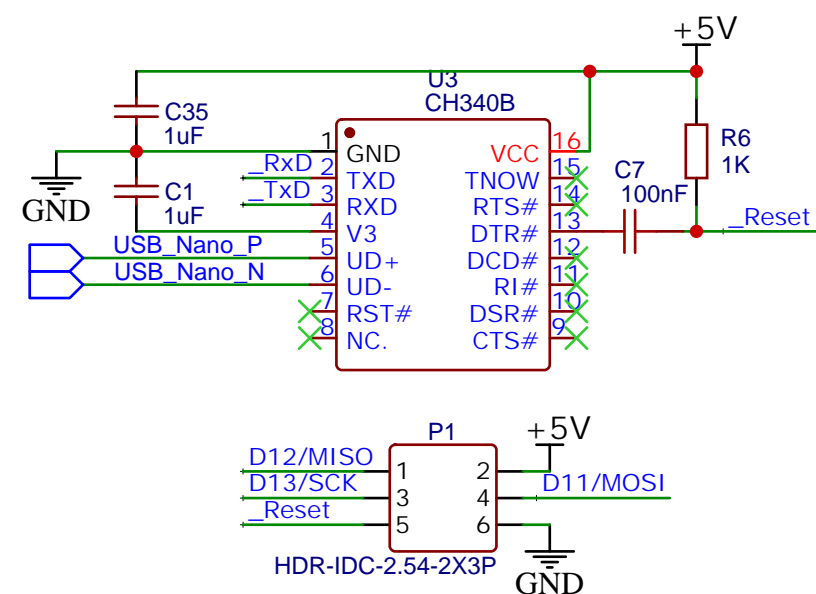 +5V
U3
CH340B
C35
1uF
R6
1K
C7
100nF
GND
C1
1uF
_RxD
_TxD
_Reset
USB_Nano_P
USB_Nano_N
1 GND VCC 16
2 TXD TNOW 15
3 RXD RTS# 14
4 V3 DTR# 13
5 UD+ DCD# 12
6 UD- RI# 11
7 RST# DSR# 10
8 NC. CTS# 9
P1
+5V
D12/MISO 1 2
D13/SCK 3 4 D11/MOSI
_Reset 5 6
HDR-IDC-2.54-2X3P
GND